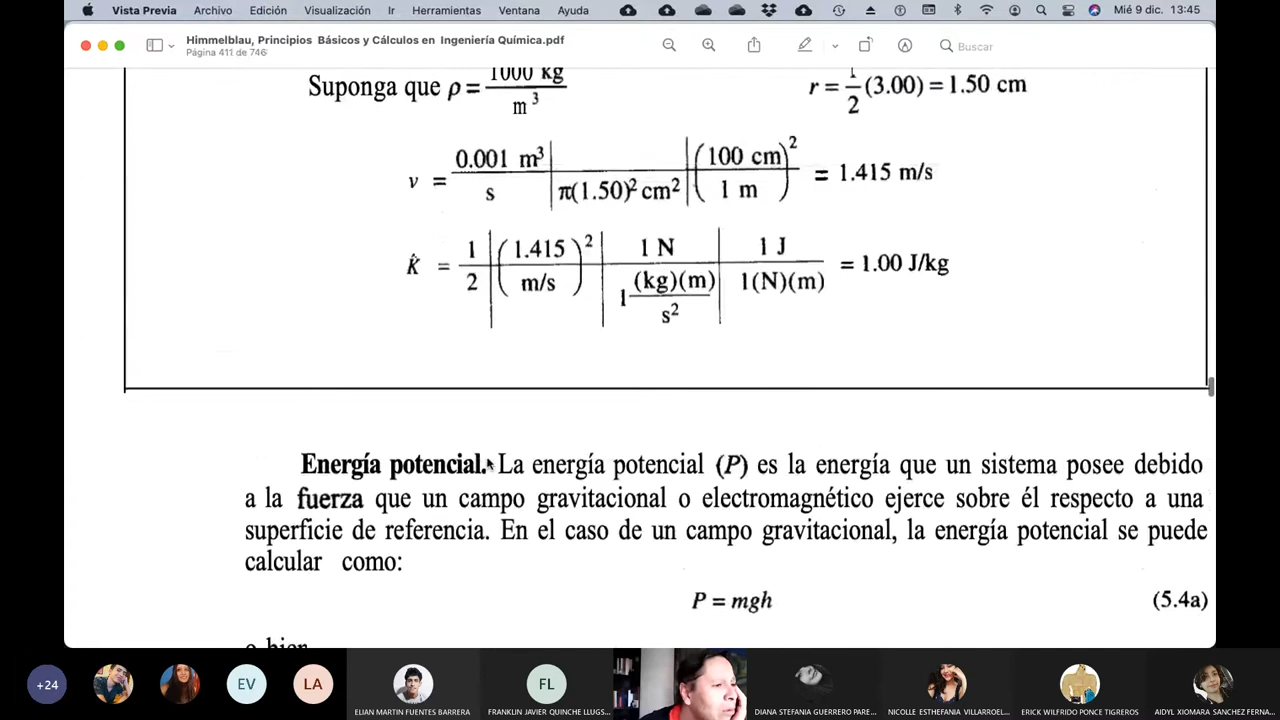 Vista Previa Archivo Edición Visualización Ir Herramientas Ventana Ayuda Mié 9 dic. 13:45
Himmelblau, Principios Básicos y Cálculos en Ingeniería Química.pdf
Página 411 de 746
Buscar
Suponga que ρ = 1000 kg / m³
r = 1/2 (3.00) = 1.50 cm
v = 0.001 m³ / s | / π(1.50)² cm² | (100 cm / 1 m)² = 1.415 m/s
K̂ = 1/2 | (1.415 / m/s)² | 1 N / 1 (kg)(m)/s² | 1 J / 1(N)(m) = 1.00 J/kg
Energía potencial. La energía potencial (P) es la energía que un sistema posee debido
a la fuerza que un campo gravitacional o electromagnético ejerce sobre él respecto a una
superficie de referencia. En el caso de un campo gravitacional, la energía potencial se puede
calcular como:
P = mgh (5.4a)
o bien
+24 EV LA FL
ELIAN MARTIN FUENTES BARRERA
FRANKLIN JAVIER QUINCHE LLUGS...
DIANA STEFANIA GUERRERO PARE...
NICOLLE ESTHEFANIA VILLARROEL...
ERICK WILFRIDO PONCE TIGREROS
AIDYL XIOMARA SANCHEZ FERNA...